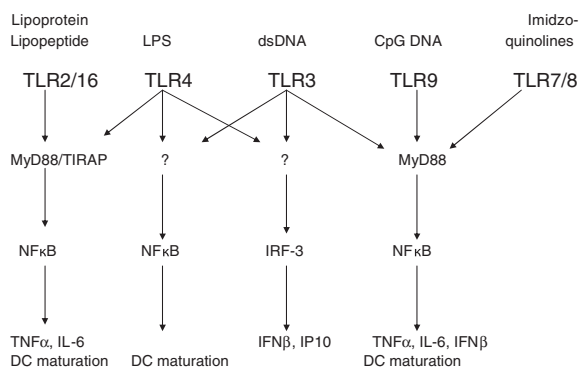 Lipoprotein
Lipopeptide
LPS
dsDNA
CpG DNA
Imidzo-
quinolines
TLR2/16
TLR4
TLR3
TLR9
TLR7/8
MyD88/TIRAP
?
?
MyD88
NFκB
NFκB
IRF-3
NFκB
TNFα, IL-6
DC maturation
DC maturation
IFNβ, IP10
TNFα, IL-6, IFNβ
DC maturation